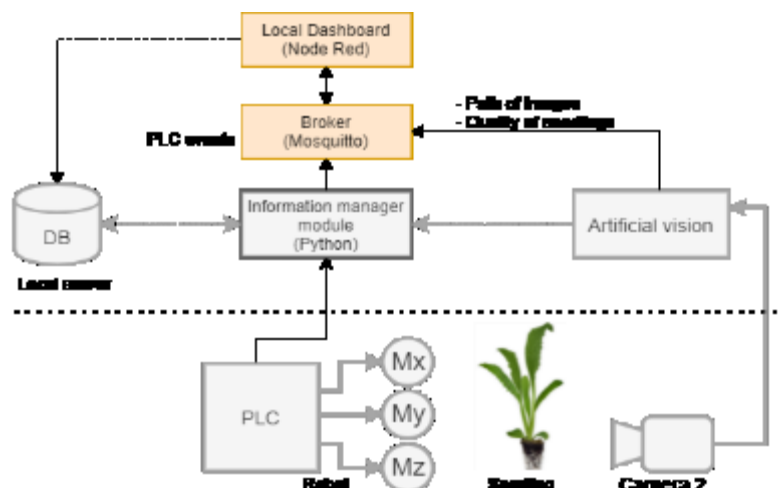 Local Dashboard
(Node Red)
- Path of images
- Quality of seedlings
Broker
(Mosquitto)
PLC events
Information manager
module
(Python)
DB
Artificial vision
Local server
Mx
PLC
My
Mz
Robot
Seedling
Camera 2